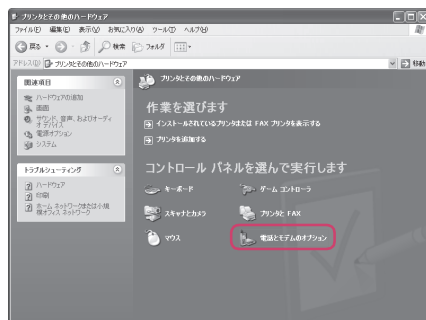 プリンタとその他のハードウェア
ファイル(F) 編集(E) 表示(V) お気に入り(A) ツール(T) ヘルプ(H)
戻る 検索 フォルダ
アドレス(D) プリンタとその他のハードウェア 移動
関連項目
ハードウェアの追加
画面
サウンド、音声、およびオーディオ デバイス
電源オプション
システム
トラブルシューティング
ハードウェア
印刷
ホーム ネットワークまたは小規模オフィス ネットワーク
プリンタとその他のハードウェア
作業を選びます
インストールされているプリンタまたは FAX プリンタを表示する
プリンタを追加する
コントロール パネルを選んで実行します
キーボード
ゲーム コントローラ
スキャナとカメラ
プリンタと FAX
マウス
電話とモデムのオプション